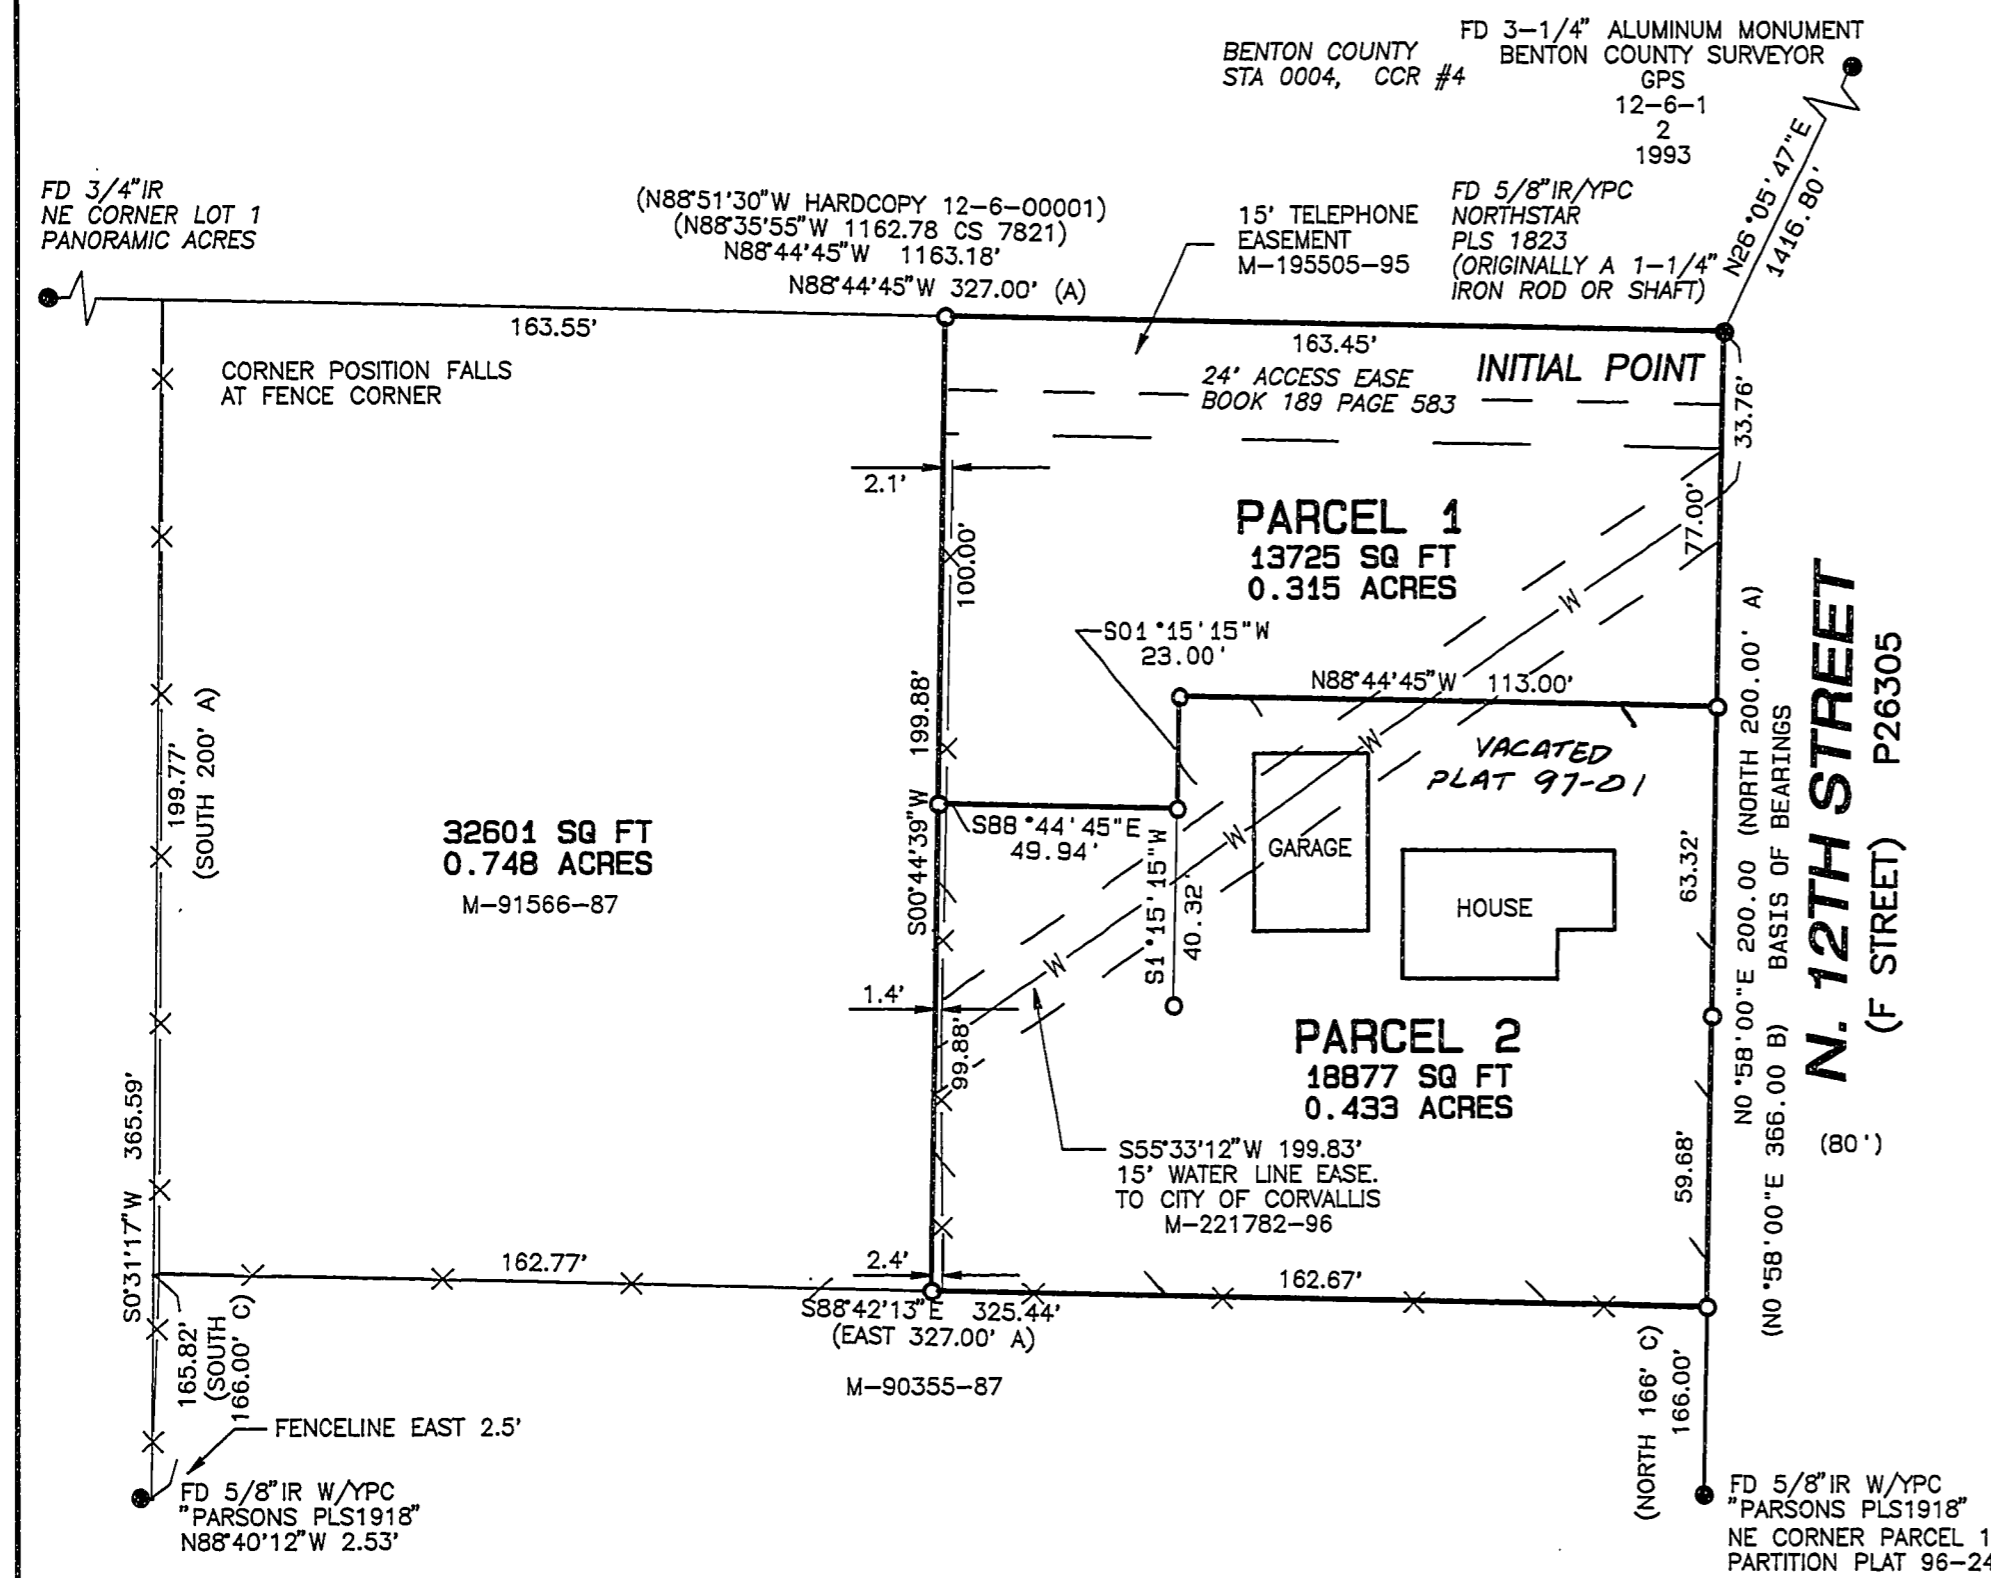 FD 3-1/4" ALUMINUM MONUMENT
BENTON COUNTY SURVEYOR
GPS
12-6-1
2
1993
BENTON COUNTY
STA 0004, CCR #4
N26°05'47"E
1416.80'
FD 3/4"IR
NE CORNER LOT 1
PANORAMIC ACRES
(N88°51'30"W HARDCOPY 12-6-00001)
(N88°35'55"W 1162.78 CS 7821)
N88°44'45"W 1163.18'
N88°44'45"W 327.00' (A)
15' TELEPHONE
EASEMENT
M-195505-95
FD 5/8"IR/YPC
NORTHSTAR
PLS 1823
(ORIGINALLY A 1-1/4"
IRON ROD OR SHAFT)
163.55'
163.45'
INITIAL POINT
CORNER POSITION FALLS
AT FENCE CORNER
24' ACCESS EASE
BOOK 189 PAGE 583
33.76'
2.1'
100.00'
77.00'
PARCEL 1
13725 SQ FT
0.315 ACRES
S01°15'15"W
23.00'
N88°44'45"W 113.00'
W
W
W
W
199.77'
(SOUTH 200' A)
199.88'
S00°44'39"W
VACATED
PLAT 97-01
S88°44'45"E
49.94'
32601 SQ FT
0.748 ACRES
M-91566-87
GARAGE
HOUSE
S1°15'15"W
40.32'
63.32'
N0°58'00"E 200.00 (NORTH 200.00' A)
BASIS OF BEARINGS
(N0°58'00"E 366.00 B)
N. 12TH STREET
(F STREET) P26305
(80')
1.4'
99.88'
PARCEL 2
18877 SQ FT
0.433 ACRES
S55°33'12"W 199.83'
15' WATER LINE EASE.
TO CITY OF CORVALLIS
M-221782-96
59.68'
S0°31'17"W 365.59'
162.77'
2.4'
162.67'
S88°42'13"E 325.44'
(EAST 327.00' A)
M-90355-87
165.82'
(SOUTH
166.00' C)
FENCELINE EAST 2.5'
(NORTH 166' C)
166.00'
FD 5/8"IR W/YPC
"PARSONS PLS1918"
N88°40'12"W 2.53'
FD 5/8"IR W/YPC
"PARSONS PLS1918"
NE CORNER PARCEL 1
PARTITION PLAT 96-24